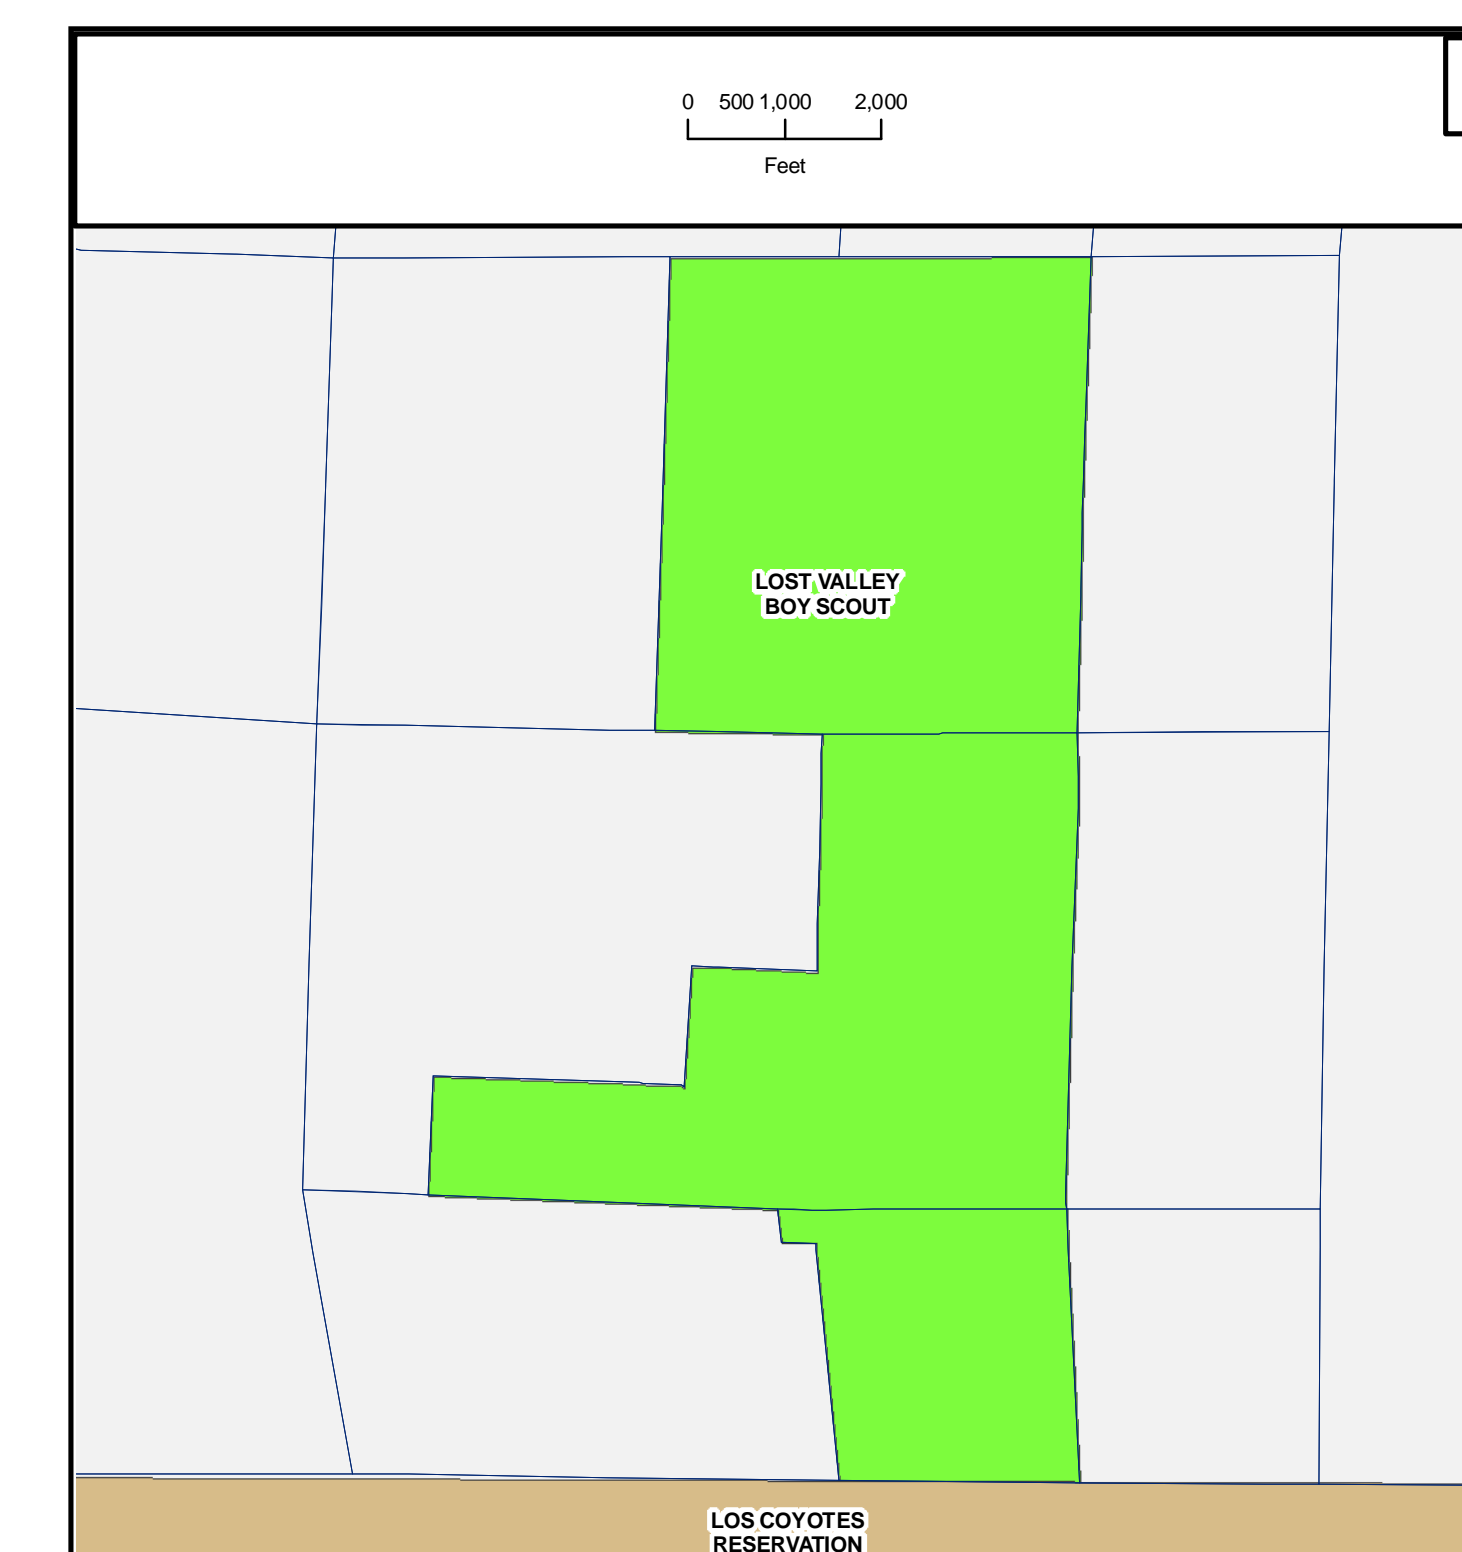 0 500 1,000 2,000
Feet
LOST VALLEY
BOY SCOUT
LOS COYOTES
RESERVATION